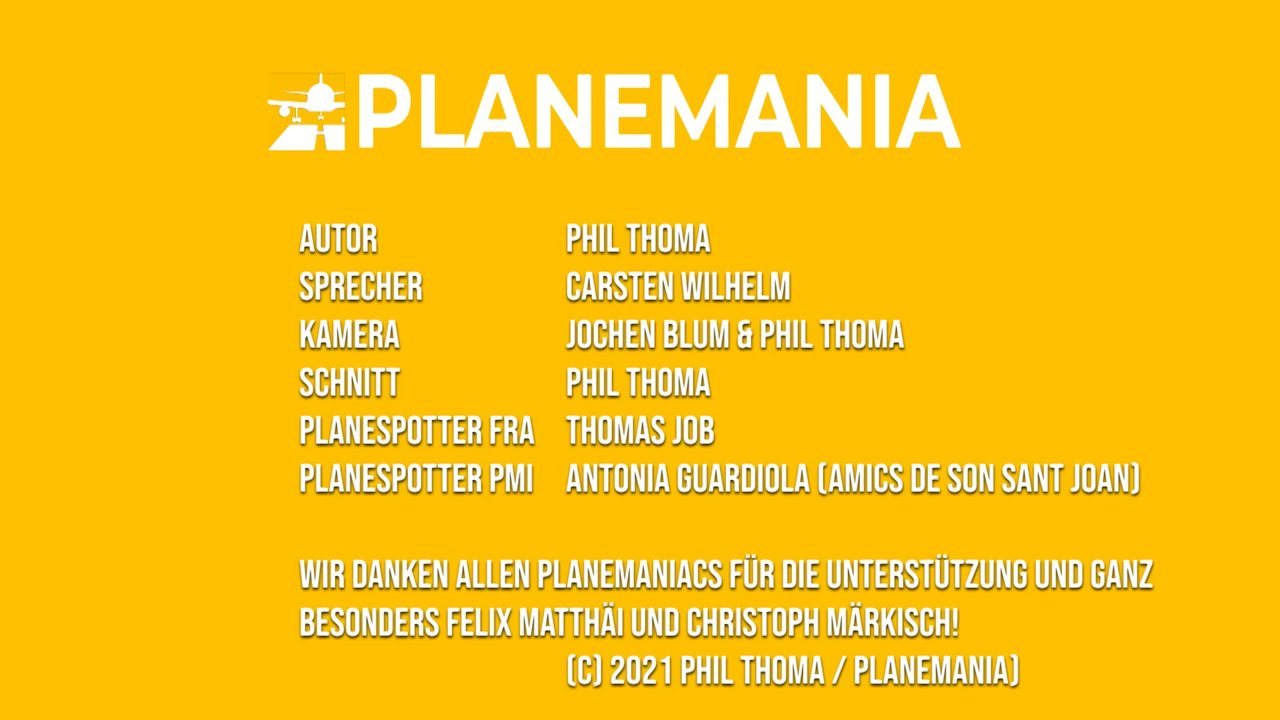 PLANEMANIA
AUTOR PHIL THOMA
SPRECHER CARSTEN WILHELM
KAMERA JOCHEN BLUM & PHIL THOMA
SCHNITT PHIL THOMA
PLANESPOTTER FRA THOMAS JOB
PLANESPOTTER PMI ANTONIA GUARDIOLA (AMICS DE SON SANT JOAN)
WIR DANKEN ALLEN PLANEMANIACS FÜR DIE UNTERSTÜTZUNG UND GANZ
BESONDERS FELIX MATTHÄI UND CHRISTOPH MÄRKISCH!
(C) 2021 PHIL THOMA / PLANEMANIA)